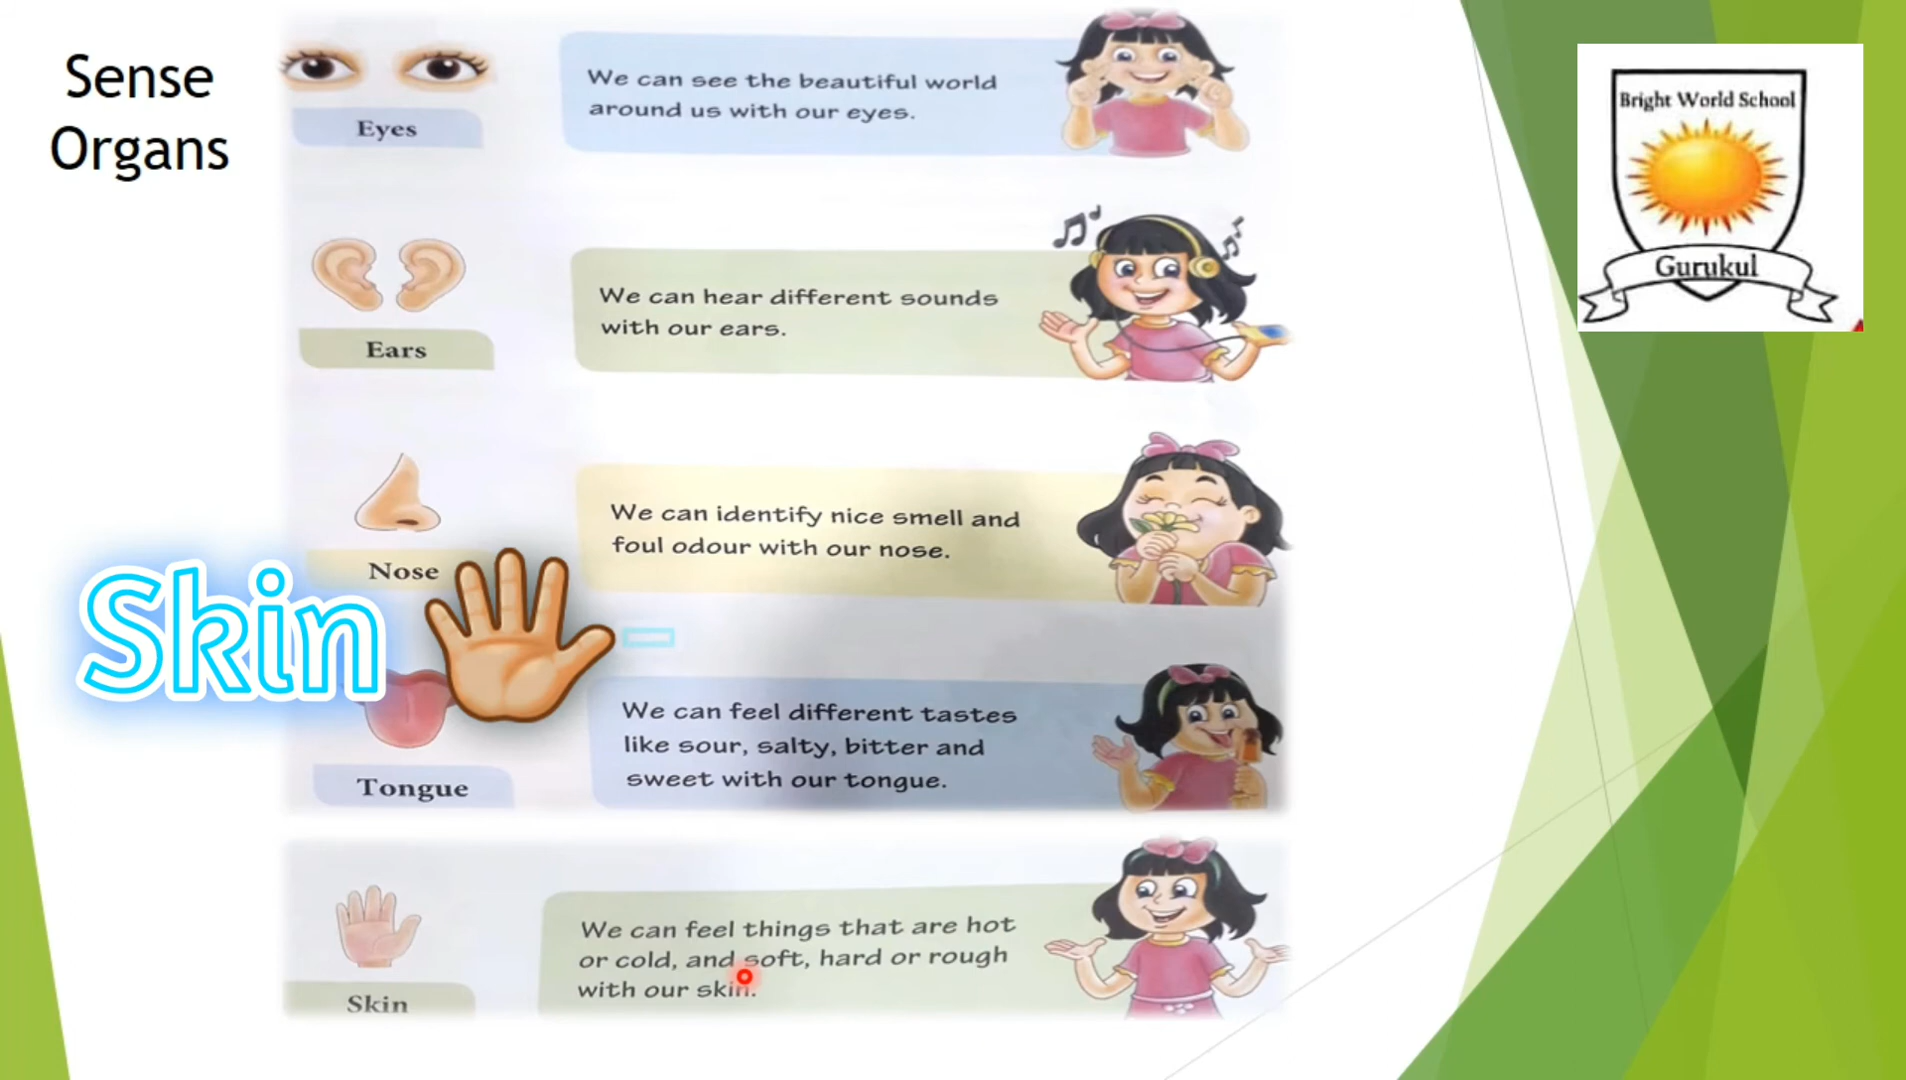 Sense
Organs
Eyes
We can see the beautiful world
around us with our eyes.
Bright World School
Gurukul
Ears
We can hear different sounds
with our ears.
Nose
We can identify nice smell and
foul odour with our nose.
Skin
Tongue
We can feel different tastes
like sour, salty, bitter and
sweet with our tongue.
Skin
We can feel things that are hot
or cold, and soft, hard or rough
with our skin.